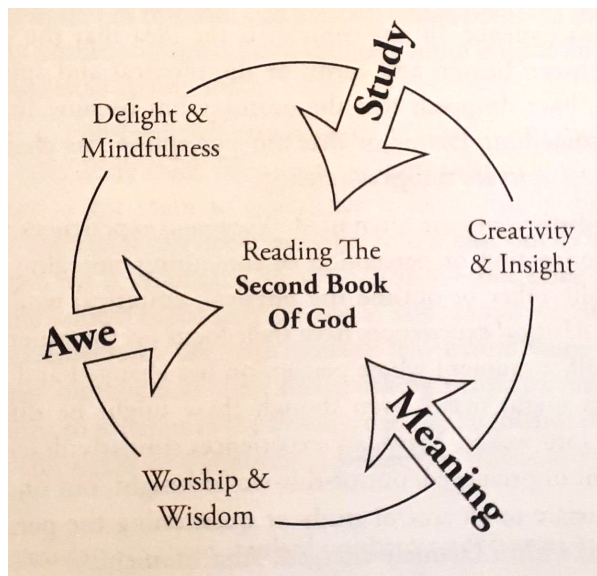 Study
Delight &
Mindfulness
Creativity
& Insight
Reading The
Second Book
Of God
Awe
Meaning
Worship &
Wisdom